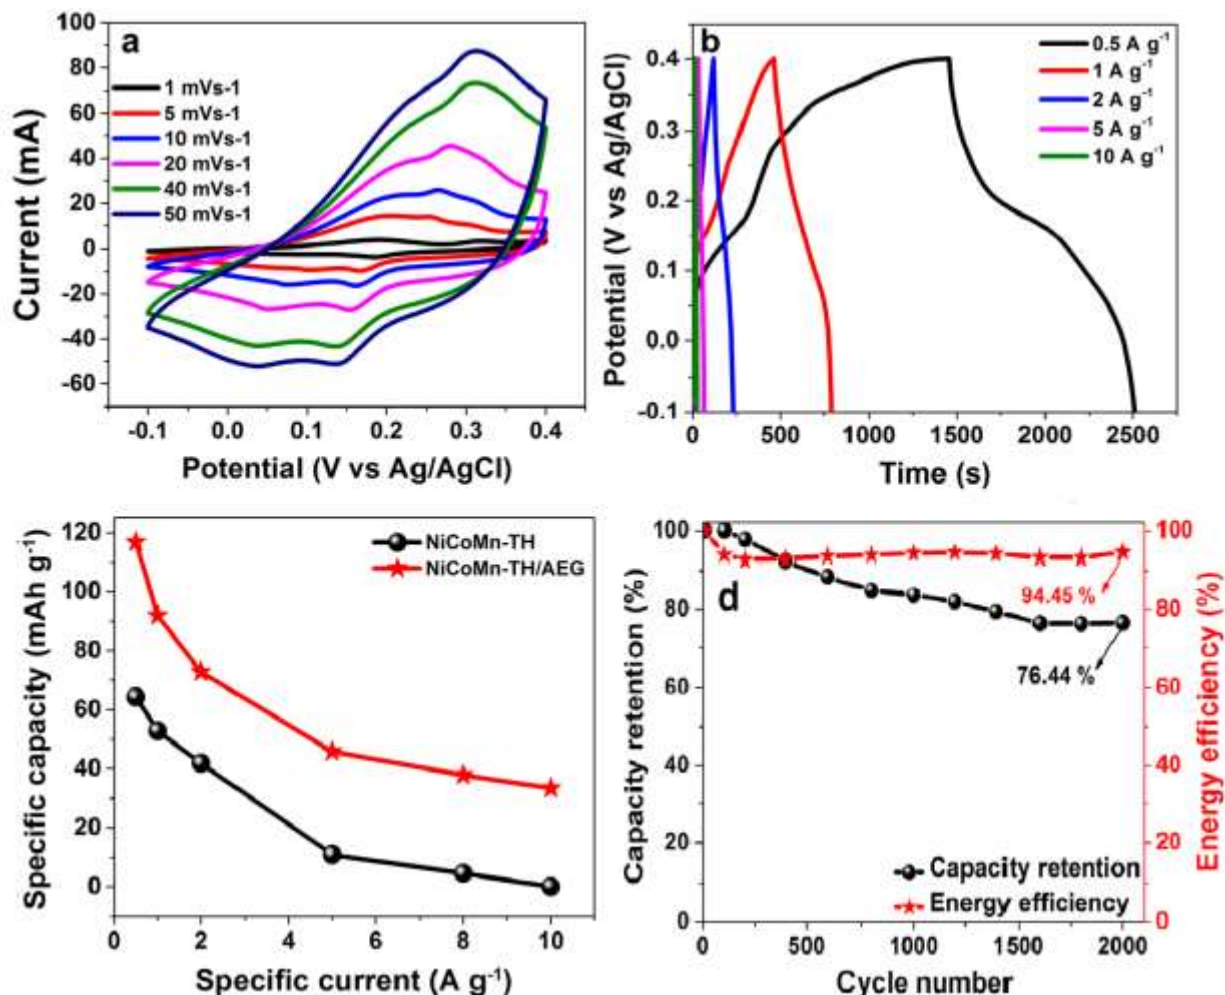 a
Current (mA)
100
80
60
40
20
0
-20
-40
-60
1 mVs-1
5 mVs-1
10 mVs-1
20 mVs-1
40 mVs-1
50 mVs-1
-0.1 0.0 0.1 0.2 0.3 0.4
Potential (V vs Ag/AgCl)
b
Potential (V vs Ag/AgCl)
0.4
0.3
0.2
0.1
0.0
-0.1
0.5 A g⁻¹
1 A g⁻¹
2 A g⁻¹
5 A g⁻¹
10 A g⁻¹
0 500 1000 1500 2000 2500
Time (s)
Specific capacity (mAh g⁻¹)
120
100
80
60
40
20
0
NiCoMn-TH
NiCoMn-TH/AEG
0 2 4 6 8 10
Specific current (A g⁻¹)
d
Capacity retention (%)
100
80
60
40
20
0
94.45 %
76.44 %
Capacity retention
Energy efficiency
Energy efficiency (%)
100
80
60
40
20
0
0 500 1000 1500 2000
Cycle number